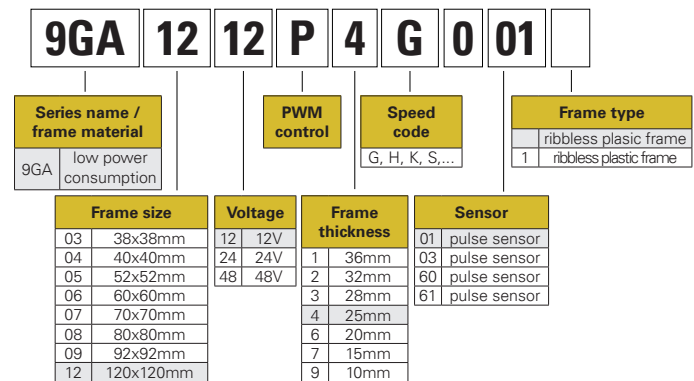 9GA 12 12 P 4 G 0 01
Series name /
frame material
9GA low power
consumption
PWM
control
Speed
code
G, H, K, S,...
Frame type
ribbless plasic frame
1 ribbless plastic frame
Frame size
03 38x38mm
04 40x40mm
05 52x52mm
06 60x60mm
07 70x70mm
08 80x80mm
09 92x92mm
12 120x120mm
Voltage
12 12V
24 24V
48 48V
Frame
thickness
1 36mm
2 32mm
3 28mm
4 25mm
6 20mm
7 15mm
9 10mm
Sensor
01 pulse sensor
03 pulse sensor
60 pulse sensor
61 pulse sensor